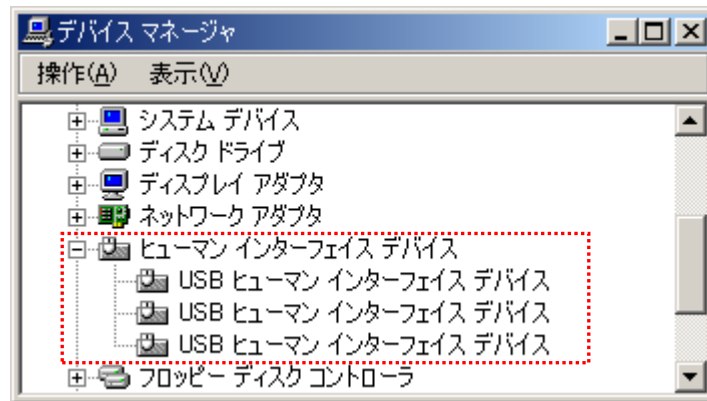 デバイス マネージャ
操作(A) 表示(V)
システム デバイス
ディスク ドライブ
ディスプレイ アダプタ
ネットワーク アダプタ
ヒューマン インターフェイス デバイス
USB ヒューマン インターフェイス デバイス
USB ヒューマン インターフェイス デバイス
USB ヒューマン インターフェイス デバイス
フロッピー ディスク コントローラ